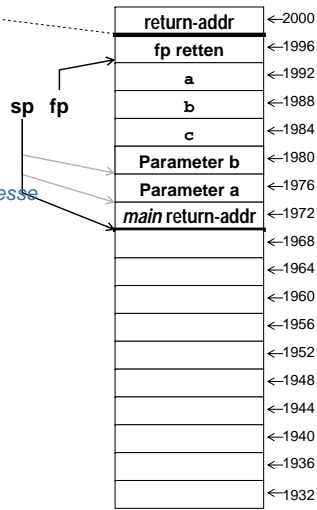 return-addr
2000
fp retten
1996
a
1992
b
1988
sp fp
c
1984
Parameter b
1980
Parameter a
1976
esse
main return-addr
1972
1968
1964
1960
1956
1952
1948
1944
1940
1936
1932